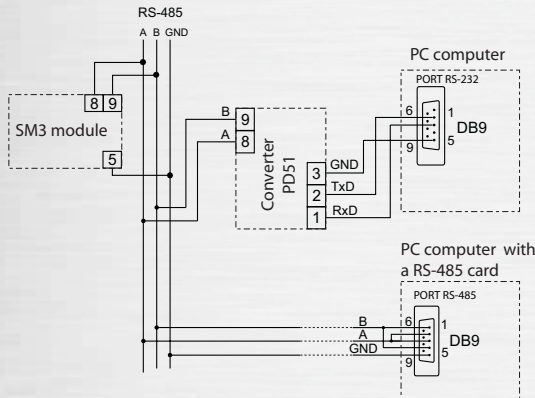 RS-485
A B GND
8 9
SM3 module
5
B 9
A 8
Converter
PD51
3 GND
2 TxD
1 RxD
PC computer
PORT RS-232
6 1
DB9
9 5
PC computer with
a RS-485 card
PORT RS-485
B 6 1
A
DB9
GND 5
9